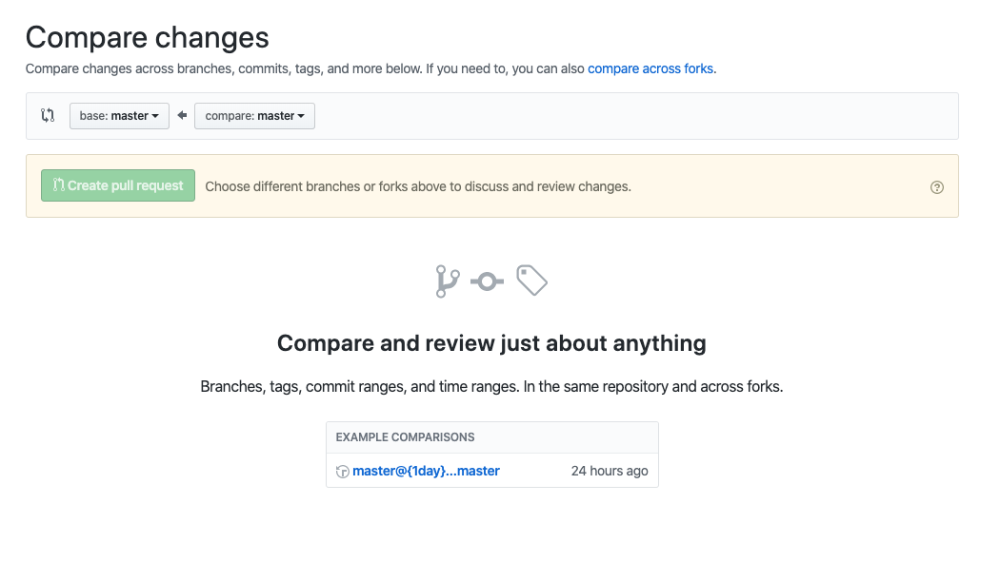 Compare changes
Compare changes across branches, commits, tags, and more below. If you need to, you can also compare across forks.
base: master compare: master
Create pull request Choose different branches or forks above to discuss and review changes.
Compare and review just about anything
Branches, tags, commit ranges, and time ranges. In the same repository and across forks.
EXAMPLE COMPARISONS
master@{1day}...master 24 hours ago